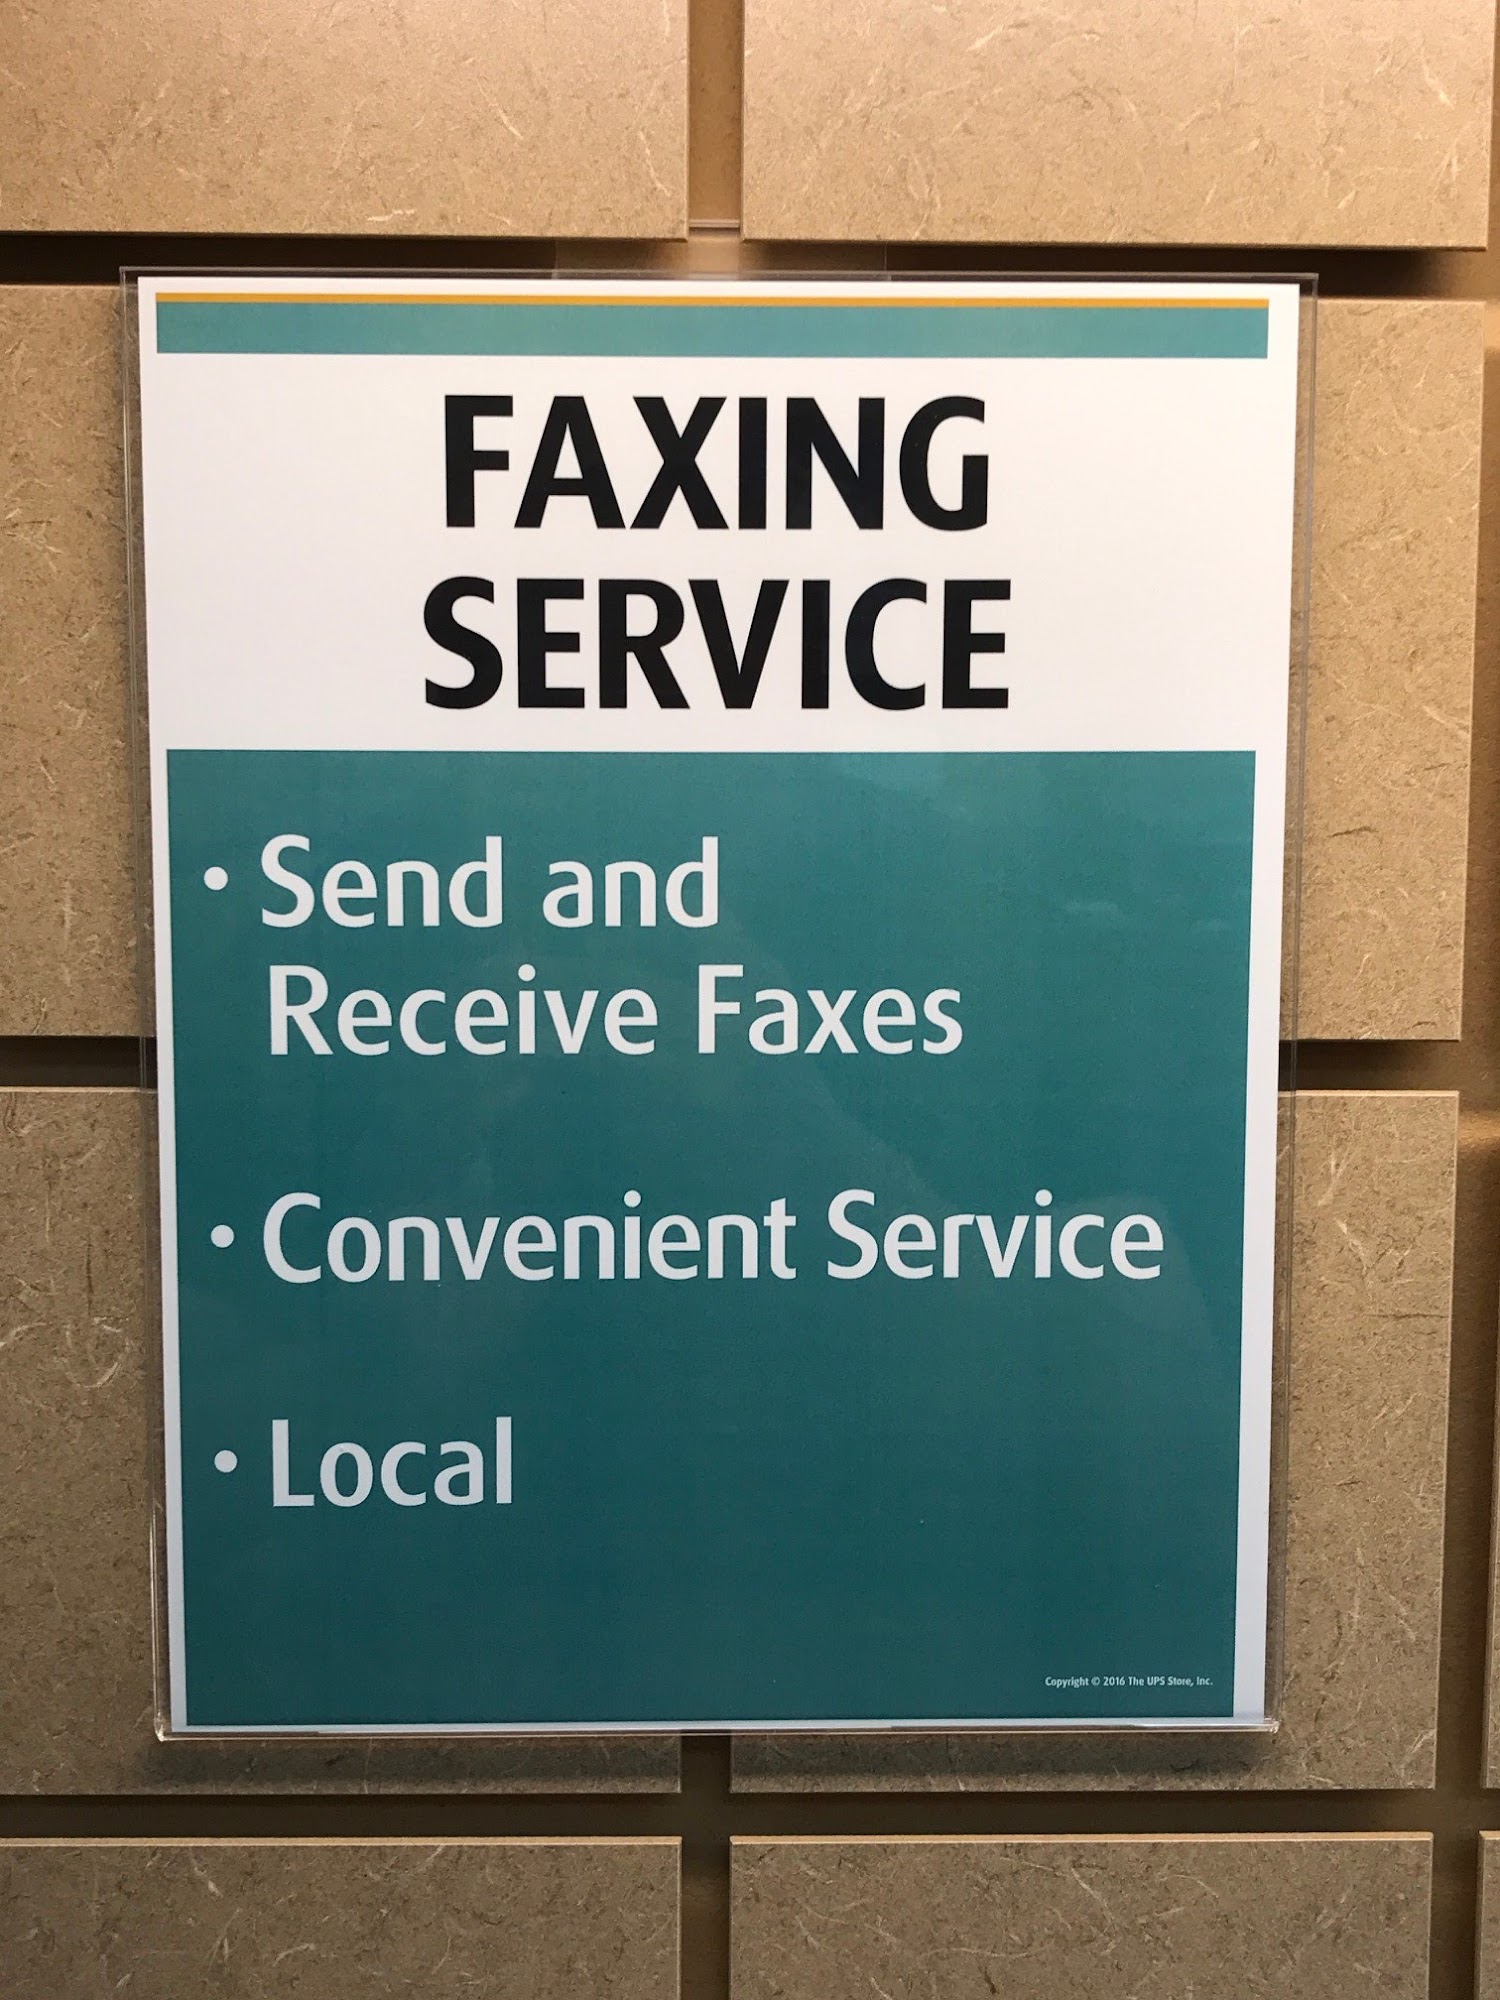 FAXING
SERVICE
• Send and
Receive Faxes
• Convenient Service
• Local
Copyright © 2016 The UPS Store, Inc.